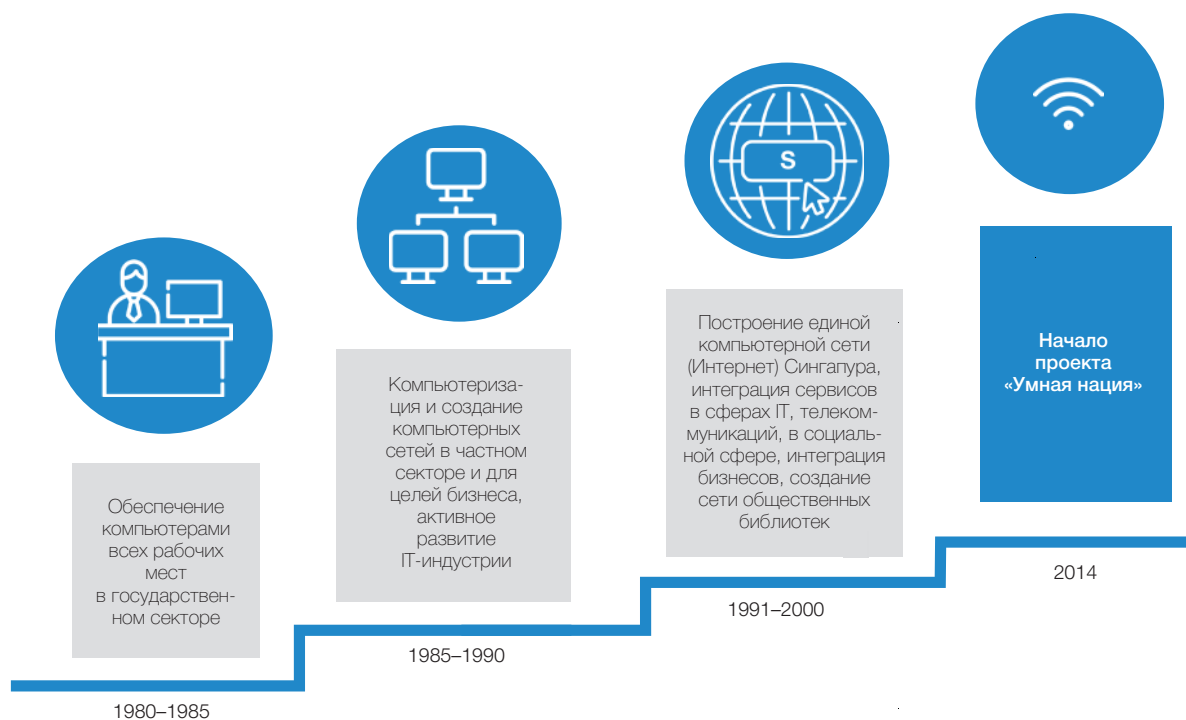 Обеспечение
компьютерами
всех рабочих
мест
в государствен-
ном секторе
1980–1985
Компьютериза-
ция и создание
компьютерных
сетей в частном
секторе и для
целей бизнеса,
активное
развитие
IT-индустрии
1985–1990
S
Построение единой
компьютерной сети
(Интернет) Сингапура,
интеграция сервисов
в сферах IT, телеком-
муникаций, в социаль-
ной сфере, интеграция
бизнесов, создание
сети общественных
библиотек
1991–2000
Начало
проекта
«Умная нация»
2014